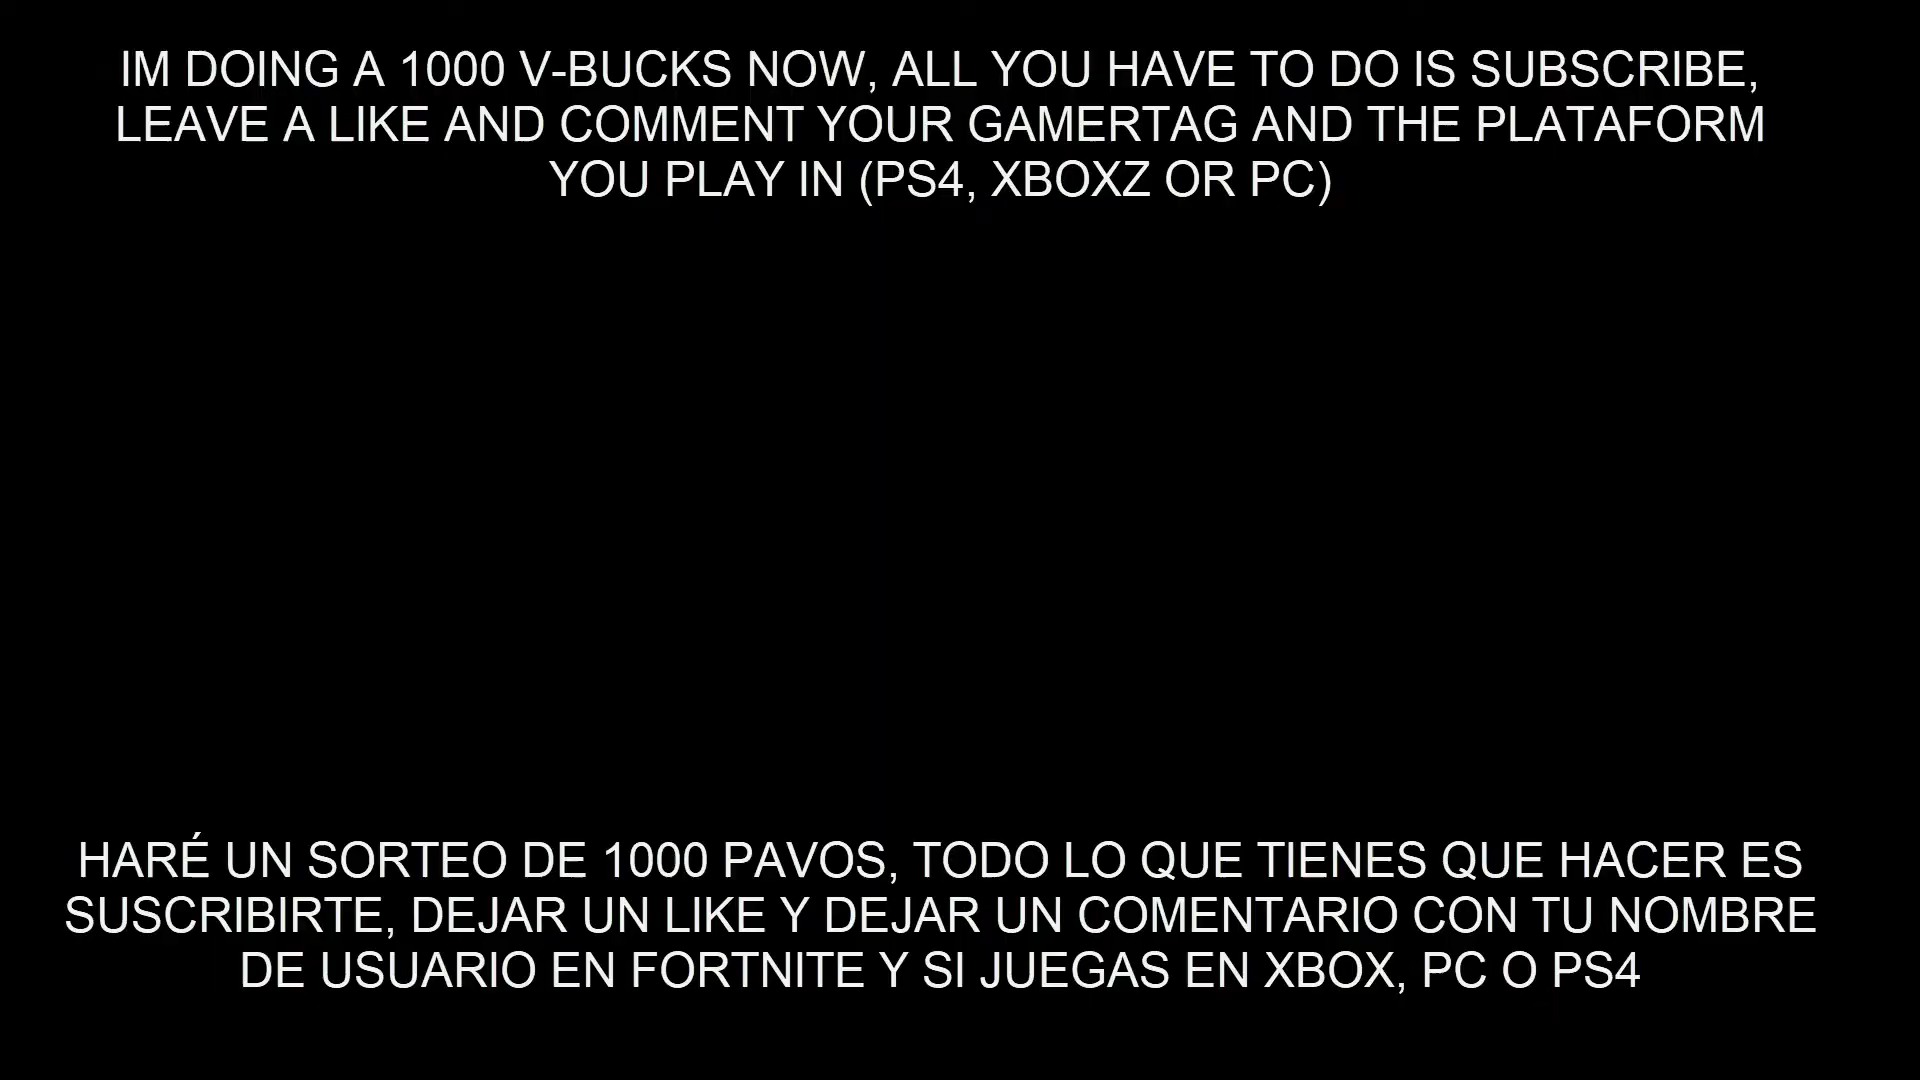 IM DOING A 1000 V-BUCKS NOW, ALL YOU HAVE TO DO IS SUBSCRIBE,
LEAVE A LIKE AND COMMENT YOUR GAMERTAG AND THE PLATAFORM
YOU PLAY IN (PS4, XBOXZ OR PC)
HARÉ UN SORTEO DE 1000 PAVOS, TODO LO QUE TIENES QUE HACER ES
SUSCRIBIRTE, DEJAR UN LIKE Y DEJAR UN COMENTARIO CON TU NOMBRE
DE USUARIO EN FORTNITE Y SI JUEGAS EN XBOX, PC O PS4